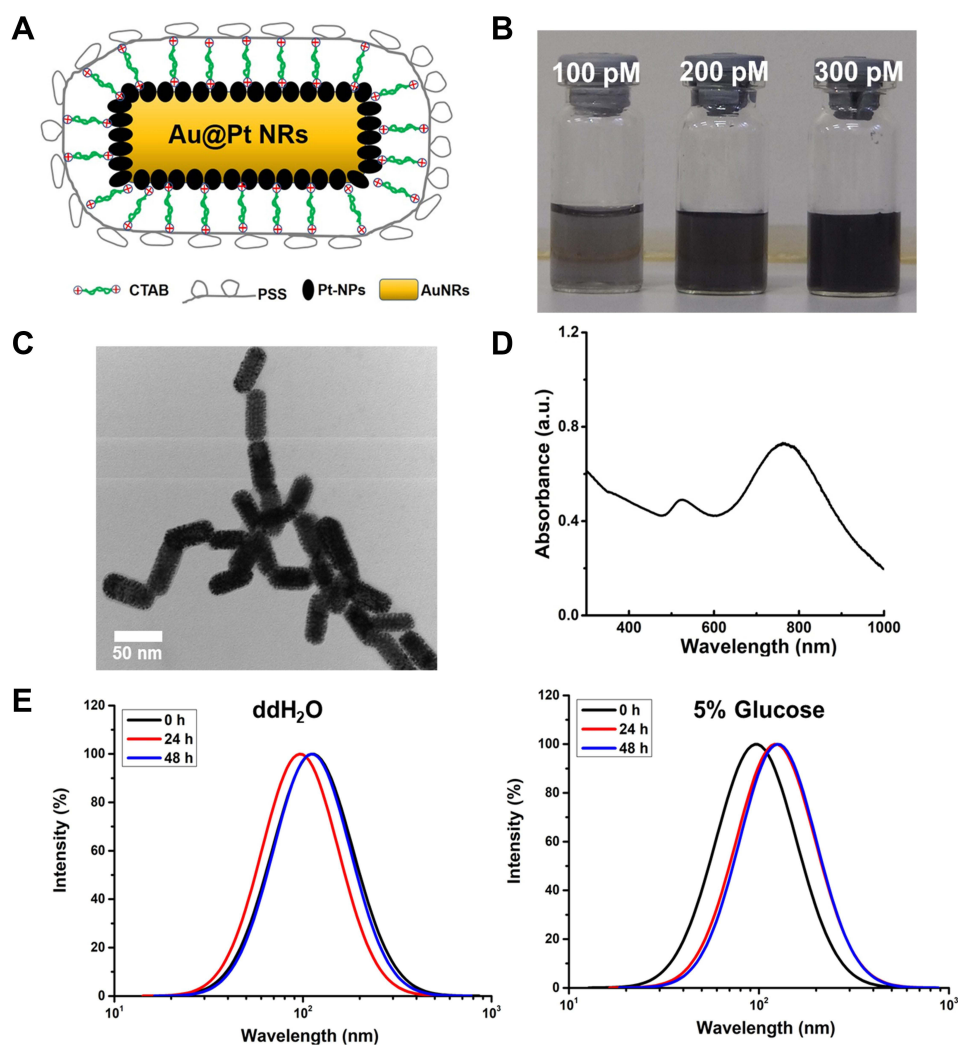 A
Au@Pt NRs
CTAB
PSS
Pt-NPs
AuNRs
B
100 pM
200 pM
300 pM
C
50 nm
D
1.2
0.8
0.4
0.0
400
600
800
1000
Absorbance (a.u.)
Wavelength (nm)
E
120
100
80
60
40
20
0
10¹
10²
10³
Intensity (%)
Wavelength (nm)
0 h
24 h
48 h
ddH₂O
120
100
80
60
40
20
0
10¹
10²
10³
Intensity (%)
Wavelength (nm)
0 h
24 h
48 h
5% Glucose